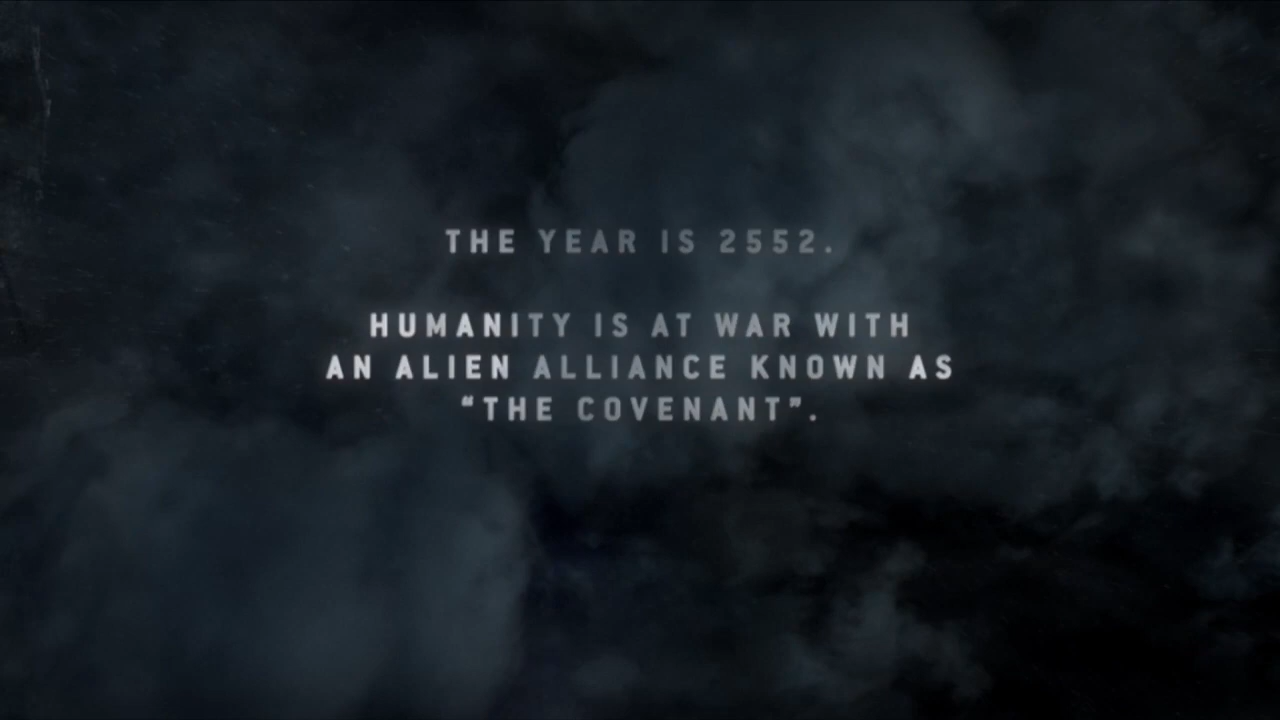 THE YEAR IS 2552.
HUMANITY IS AT WAR WITH
AN ALIEN ALLIANCE KNOWN AS
“THE COVENANT”.